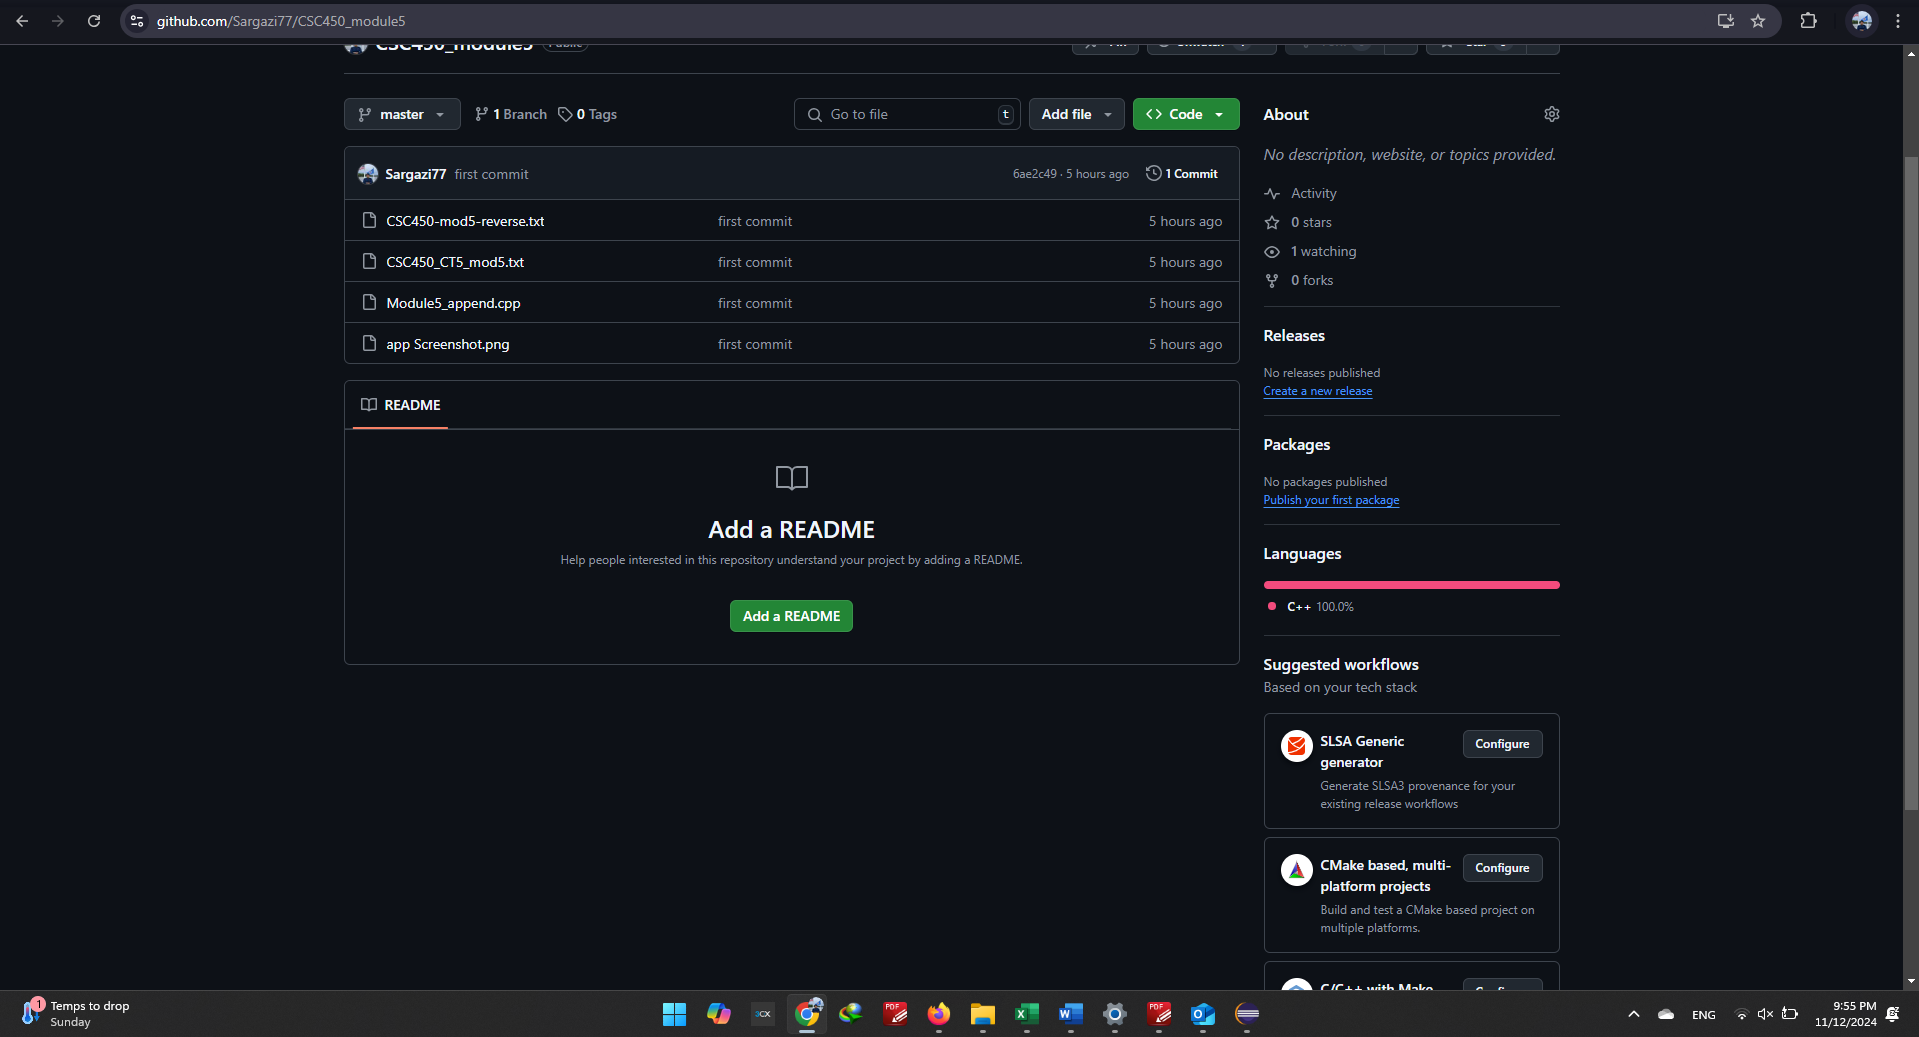 github.com/Sargazi77/CSC450_module5
CSC450_module5 Public
master 1 Branch 0 Tags Go to file t Add file <> Code
Sargazi77 first commit 6ae2c49 · 5 hours ago 1 Commit
CSC450-mod5-reverse.txt first commit 5 hours ago
CSC450_CT5_mod5.txt first commit 5 hours ago
Module5_append.cpp first commit 5 hours ago
app Screenshot.png first commit 5 hours ago
README
Add a README
Help people interested in this repository understand your project by adding a README.
Add a README
About
No description, website, or topics provided.
Activity
0 stars
1 watching
0 forks
Releases
No releases published
Create a new release
Packages
No packages published
Publish your first package
Languages
C++ 100.0%
Suggested workflows
Based on your tech stack
SLSA Generic
generator
Configure
Generate SLSA3 provenance for your
existing release workflows
CMake based, multi-
platform projects
Configure
Build and test a CMake based project on
multiple platforms.
C/C++ with Make
1
Temps to drop
Sunday
ENG
9:55 PM
11/12/2024